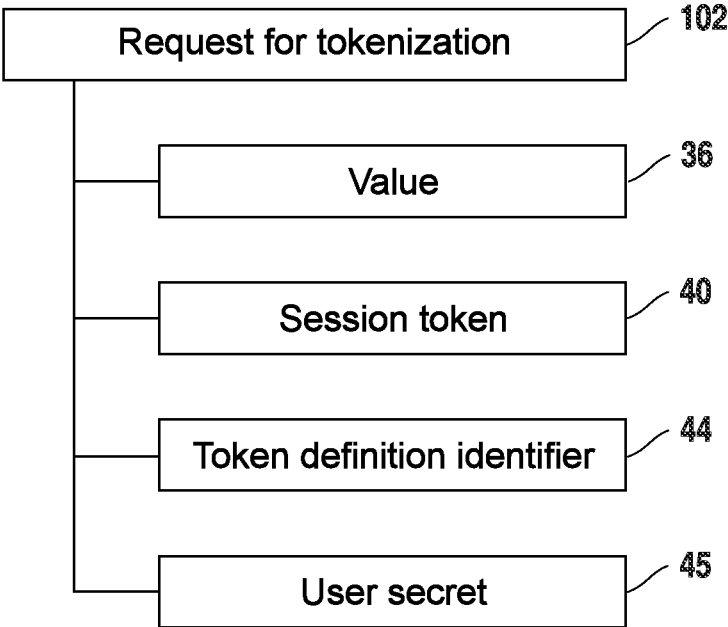 Request for tokenization 102
Value 36
Session token 40
Token definition identifier 44
User secret 45